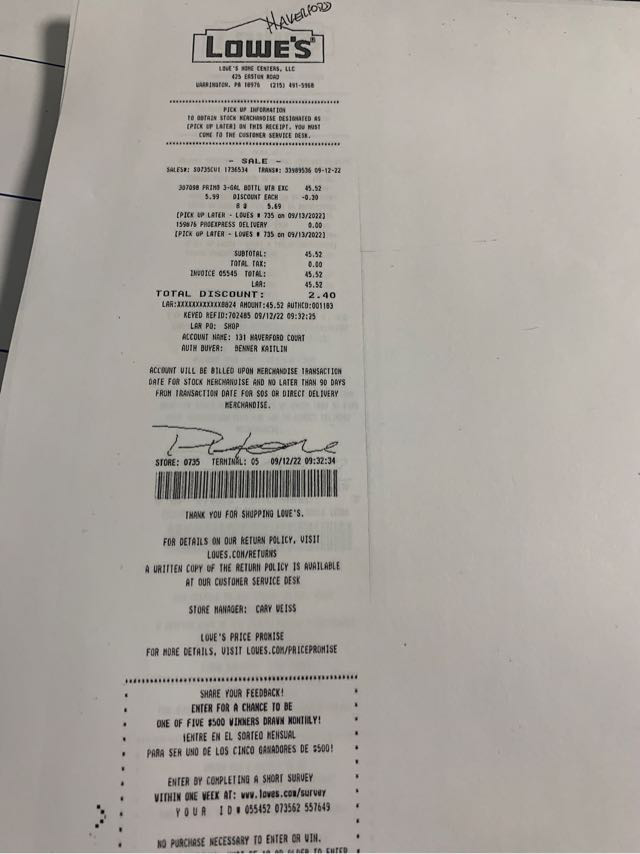 HAVERFORD
LOWE'S
LOWE'S HOME CENTERS, LLC
425 EASTON ROAD
WARRINGTON, PA 18976 (215) 491-5968
PICK UP INFORMATION
TO OBTAIN STOCK MERCHANDISE DESIGNATED AS
[PICK UP LATER] ON THIS RECEIPT, YOU MUST
COME TO THE CUSTOMER SERVICE DESK.
- SALE -
SALES#: S0735CV1 1736534 TRANS#: 33989536 09-12-22
307098 PRIMO 3-GAL BOTTL WTR EXC 45.52
5.99 DISCOUNT EACH -0.30
8 @ 5.69
[PICK UP LATER - LOWES # 735 on 09/13/2022]
159876 PROEXPRESS DELIVERY 0.00
[PICK UP LATER - LOWES # 735 on 09/13/2022]
SUBTOTAL: 45.52
TOTAL TAX: 0.00
INVOICE 05545 TOTAL: 45.52
LAR: 45.52
TOTAL DISCOUNT: 2.40
LAR:XXXXXXXXXXXX8024 AMOUNT:45.52 AUTHCD:001183
KEYED REFID:702485 09/12/22 09:32:25
LAR PO: SHOP
ACCOUNT NAME: 131 HAVERFORD COURT
AUTH BUYER: BENNER KAITLIN
ACCOUNT WILL BE BILLED UPON MERCHANDISE TRANSACTION
DATE FOR STOCK MERCHANDISE AND NO LATER THAN 90 DAYS
FROM TRANSACTION DATE FOR SOS OR DIRECT DELIVERY
MERCHANDISE.
STORE: 0735 TERMINAL: 05 09/12/22 09:32:34
THANK YOU FOR SHOPPING LOWE'S.
FOR DETAILS ON OUR RETURN POLICY, VISIT
LOWES.COM/RETURNS
A WRITTEN COPY OF THE RETURN POLICY IS AVAILABLE
AT OUR CUSTOMER SERVICE DESK
STORE MANAGER: CARY WEISS
LOWE'S PRICE PROMISE
FOR MORE DETAILS, VISIT LOWES.COM/PRICEPROMISE
SHARE YOUR FEEDBACK!
ENTER FOR A CHANCE TO BE
ONE OF FIVE $500 WINNERS DRAWN MONTHLY!
¡ENTRE EN EL SORTEO MENSUAL
PARA SER UNO DE LOS CINCO GANADORES DE $500!
ENTER BY COMPLETING A SHORT SURVEY
WITHIN ONE WEEK AT: www.lowes.com/survey
YOUR ID# 055452 073562 557649
NO PURCHASE NECESSARY TO ENTER OR WIN.